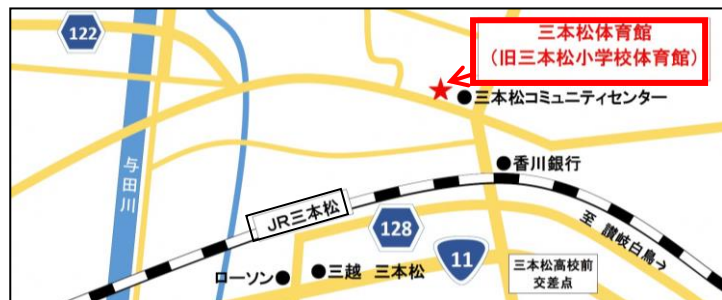 122
三本松体育館
（旧三本松小学校体育館）
三本松コミュニティセンター
与田川
香川銀行
JR三本松
128
至 讃岐白鳥→
11
ローソン
三越 三本松
三本松高校前
交差点